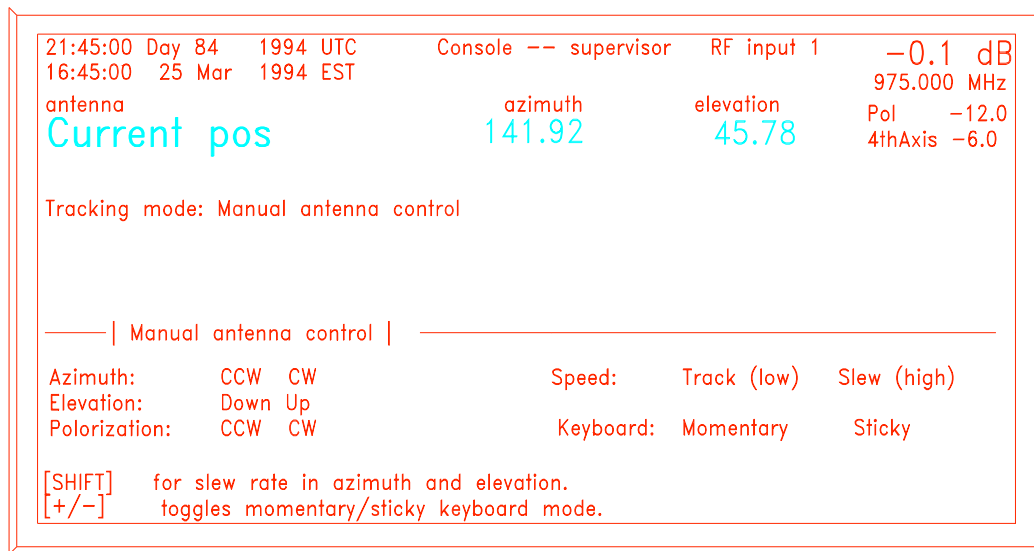 21:45:00 Day 84 1994 UTC Console -- supervisor RF input 1 -0.1 dB
16:45:00 25 Mar 1994 EST 975.000 MHz
antenna azimuth elevation Pol -12.0
Current pos 141.92 45.78 4thAxis -6.0
Tracking mode: Manual antenna control
| Manual antenna control |
Azimuth: CCW CW Speed: Track (low) Slew (high)
Elevation: Down Up
Polorization: CCW CW Keyboard: Momentary Sticky
[SHIFT] for slew rate in azimuth and elevation.
[+/-] toggles momentary/sticky keyboard mode.